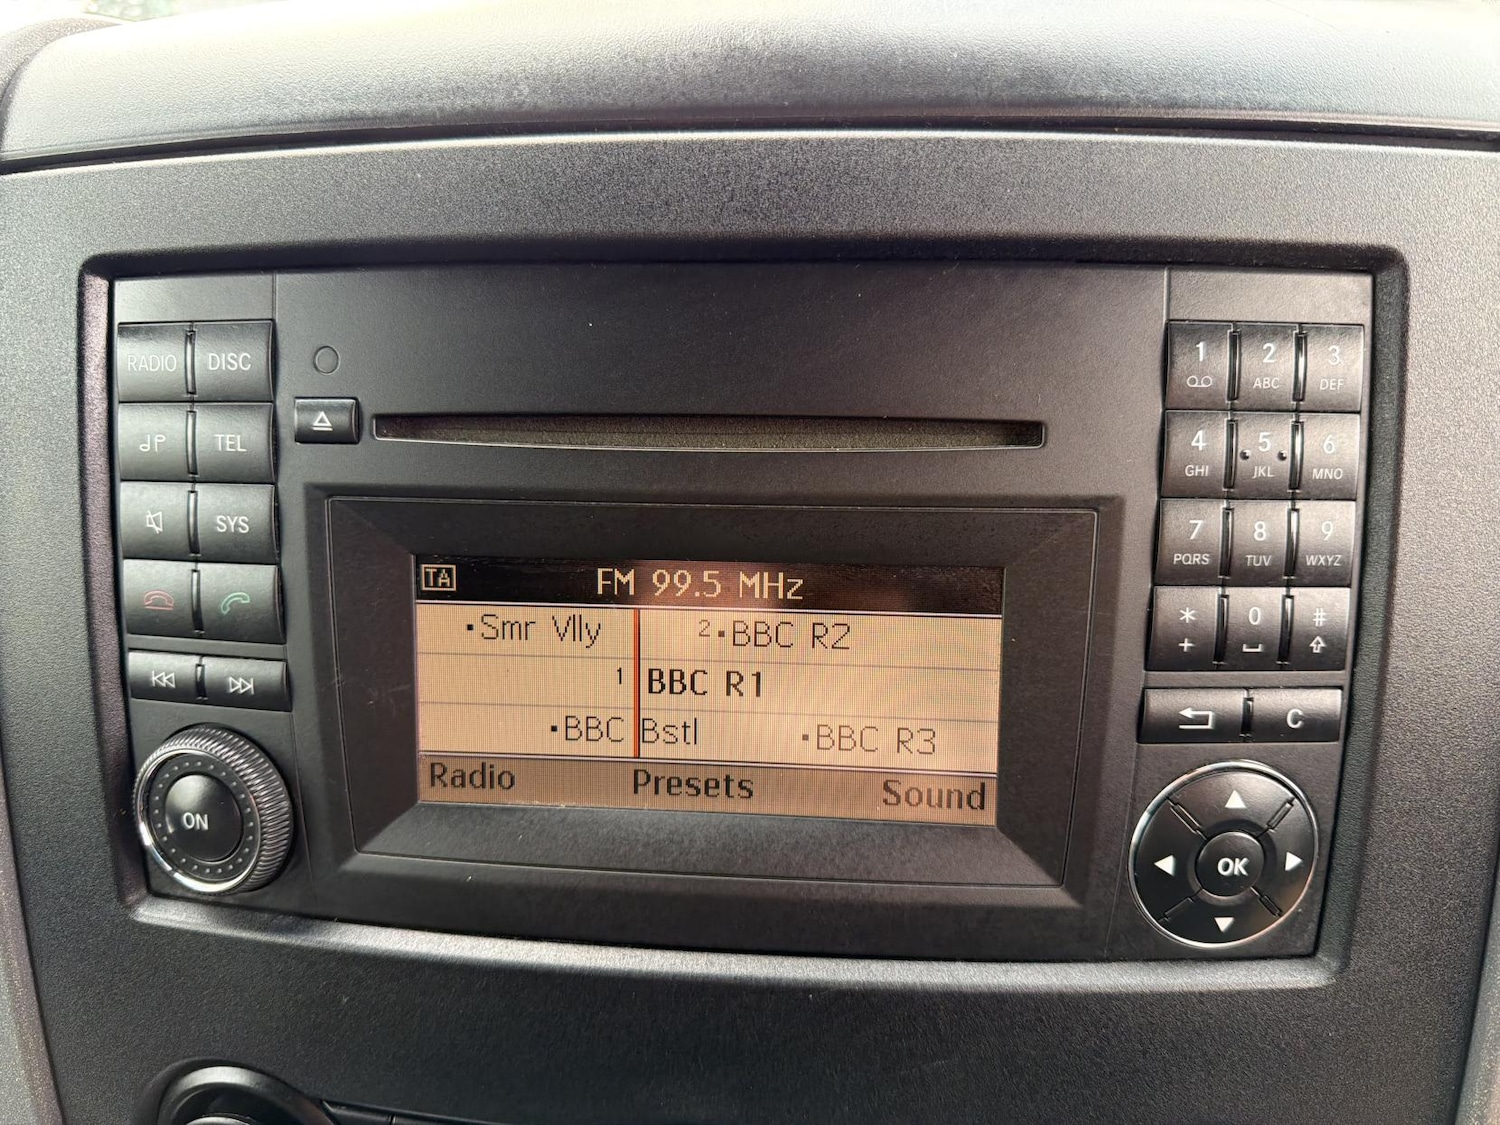 RADIO DISC
TEL
SYS
ON
TA FM 99.5 MHz
Smr Vlly 2 BBC R2
1 BBC R1
BBC Bstl BBC R3
Radio Presets Sound
1 2 3
ABC DEF
4 5 6
GHI JKL MNO
7 8 9
PQRS TUV WXYZ
* 0 #
+
C
OK